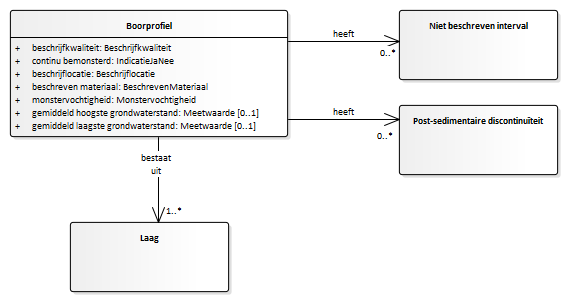 Boorprofiel
+ beschrijfkwaliteit: Beschrijfkwaliteit
+ continu bemonsterd: IndicatieJaNee
+ beschrijflocatie: Beschrijflocatie
+ beschreven materiaal: BeschrevenMateriaal
+ monstervochtigheid: Monstervochtigheid
+ gemiddeld hoogste grondwaterstand: Meetwaarde [0..1]
+ gemiddeld laagste grondwaterstand: Meetwaarde [0..1]
heeft
0..*
Niet beschreven interval
heeft
0..*
Post-sedimentaire discontinuïteit
bestaat
uit
1..*
Laag